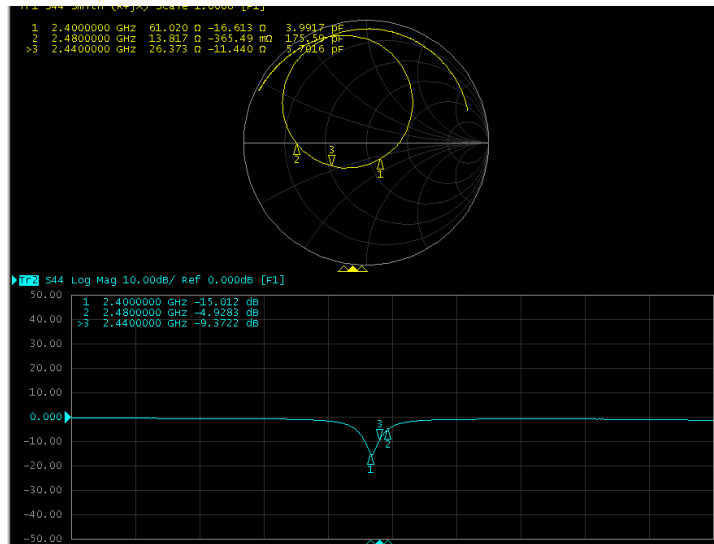 Tr1 S44 Smith (R+jX) Scale 1.0000 [F1]
1 2.4000000 GHz 61.020 Ω -16.613 Ω 3.9917 pF
2 2.4800000 GHz 13.817 Ω -365.49 mΩ 175.59 pF
>3 2.4400000 GHz 26.373 Ω -11.440 Ω 5.7016 pF
3
2
1
Tr2 S44 Log Mag 10.00dB/ Ref 0.000dB [F1]
50.00
1 2.4000000 GHz -15.012 dB
2 2.4800000 GHz -4.9283 dB
>3 2.4400000 GHz -9.3722 dB
40.00
30.00
20.00
10.00
0.000
3
-10.00
2
-20.00
1
-30.00
-40.00
-50.00